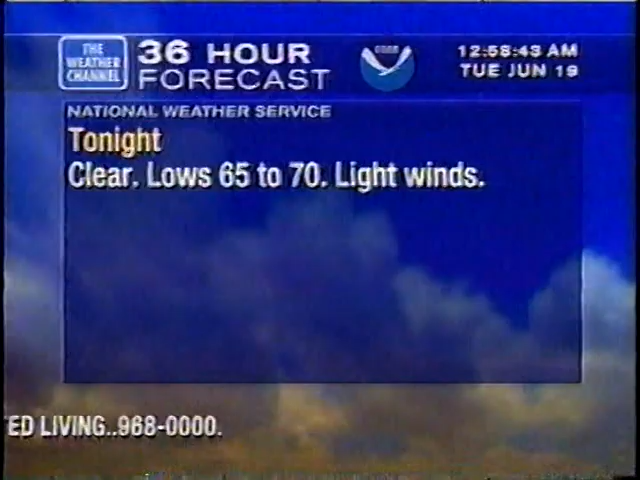 THE
WEATHER
CHANNEL
36 HOUR
FORECAST
12:58:43 AM
TUE JUN 19
NATIONAL WEATHER SERVICE
Tonight
Clear. Lows 65 to 70. Light winds.
ED LIVING..968-0000.